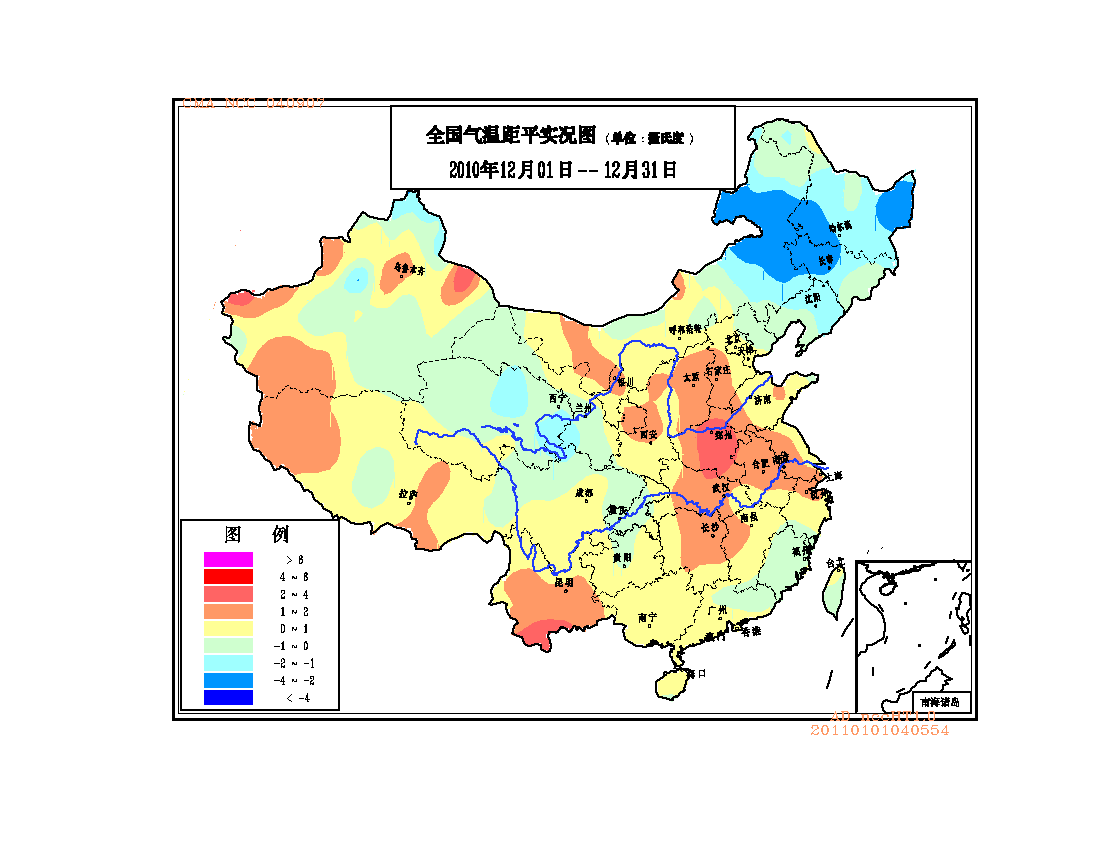 CMA NCC 040902
全国气温距平实况图 (单位:摄氏度)
2010年12月01日 -- 12月31日
哈尔滨
长春
沈阳
乌鲁木齐
呼和浩特
北京
天津
银川
太原
石家庄
济南
西宁
兰州
西安
郑州
合肥
南京
上海
拉萨
成都
重庆
武汉
杭州
长沙
南昌
贵阳
福州
台北
昆明
南宁
广州
澳门
香港
海口
图 例
> 6
4 ~ 6
2 ~ 4
1 ~ 2
0 ~ 1
-1 ~ 0
-2 ~ -1
-4 ~ -2
< -4
南海诸岛
20110101040554